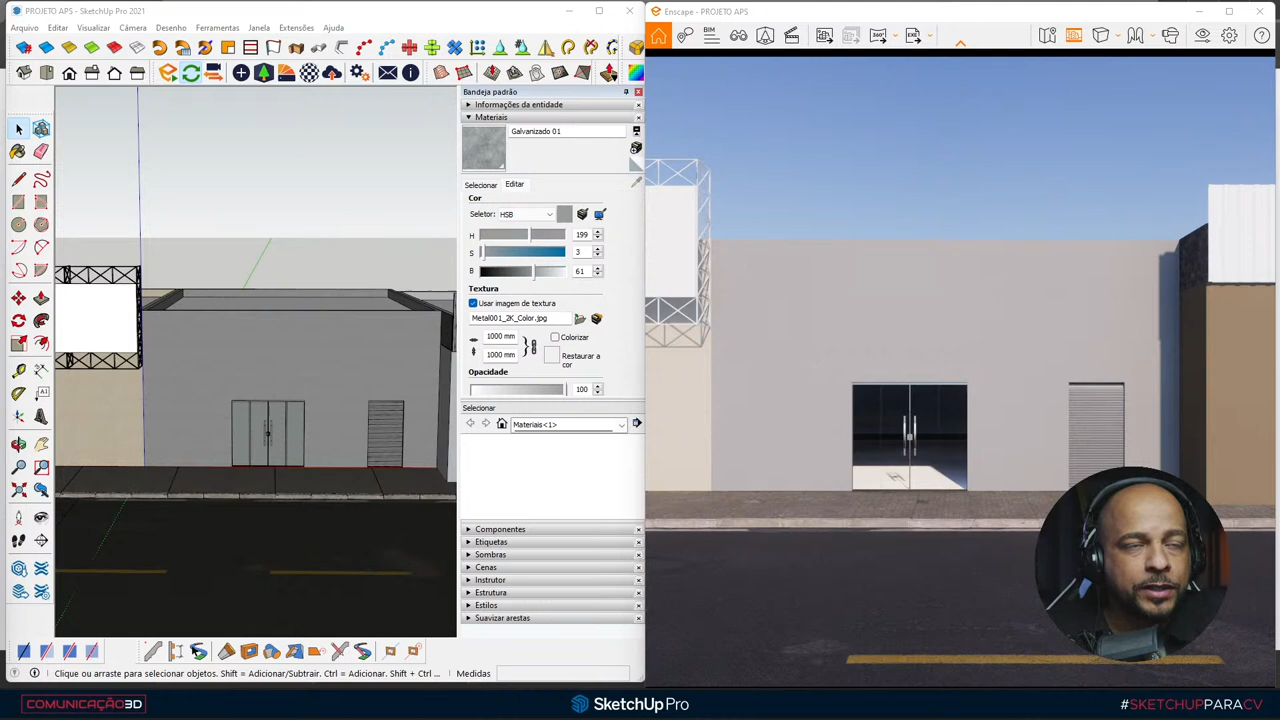 PROJETO APS - SketchUp Pro 2021
Arquivo Editar Visualizar Câmera Desenho Ferramentas Janela Extensões Ajuda
Bandeja padrão
Informações da entidade
Materiais
Galvanizado 01
Selecionar Editar
Cor
Seletor: HSB
H 199
S 3
B 61
Textura
Usar imagem de textura
Metal001_2K_Color.jpg
1000 mm Colorizar
1000 mm Restaurar a
cor
Opacidade
100
Selecionar
Materiais<1>
Componentes
Etiquetas
Sombras
Cenas
Instrutor
Estrutura
Estilos
Suavizar arestas
Clique ou arraste para selecionar objetos. Shift = Adicionar/Subtrair. Ctrl = Adicionar. Shift + Ctrl ... Medidas
Enscape - PROJETO APS
BIM
360°
EXE
COMUNICAÇÃO3D
SketchUp Pro
#SKETCHUPPARACV